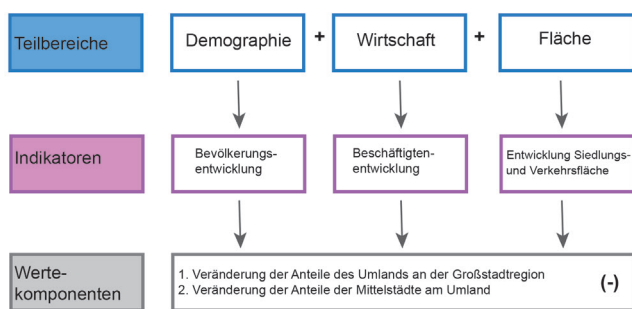 Teilbereiche
Demographie + Wirtschaft + Fläche
Indikatoren
Bevölkerungs-
entwicklung
Beschäftigten-
entwicklung
Entwicklung Siedlungs-
und Verkehrsfläche
Werte-
komponenten
1. Veränderung der Anteile des Umlands an der Großstadtregion
2. Veränderung der Anteile der Mittelstädte am Umland
(-)